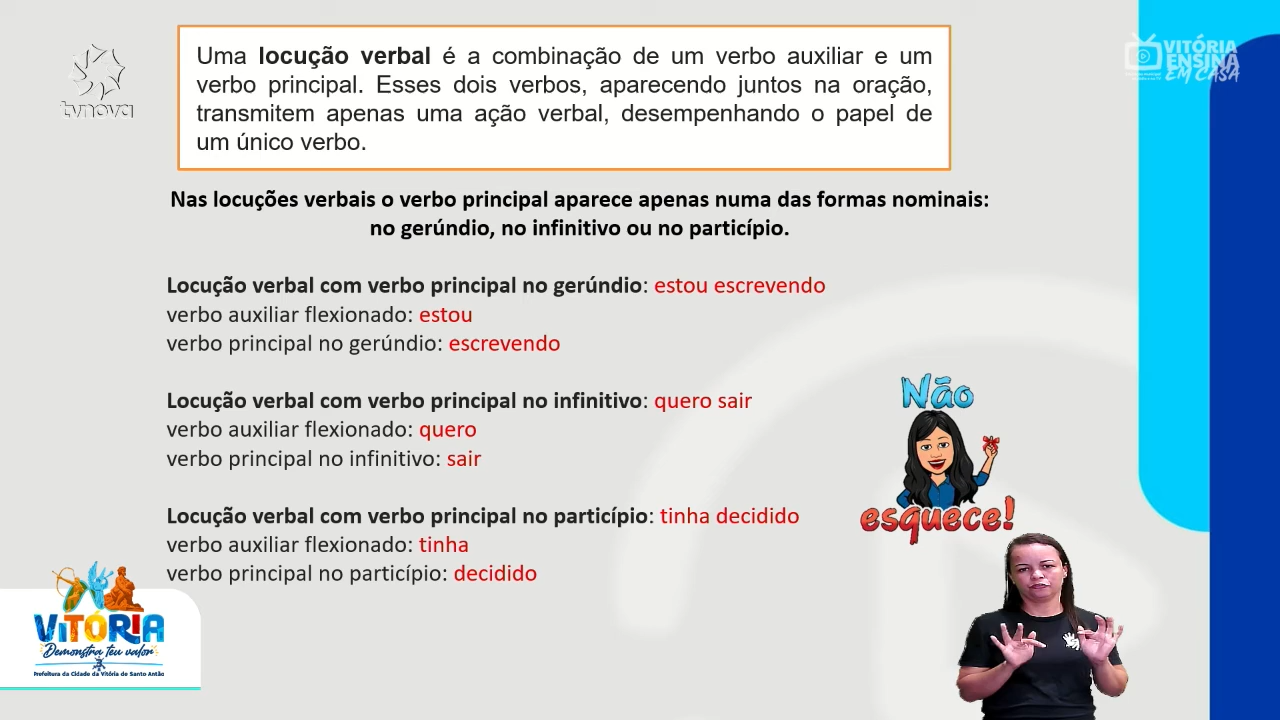 tvnova
VITÓRIA
ENSINA
EM CASA
Uma locução verbal é a combinação de um verbo auxiliar e um
verbo principal. Esses dois verbos, aparecendo juntos na oração,
transmitem apenas uma ação verbal, desempenhando o papel de
um único verbo.
Nas locuções verbais o verbo principal aparece apenas numa das formas nominais:
no gerúndio, no infinitivo ou no particípio.
Locução verbal com verbo principal no gerúndio: estou escrevendo
verbo auxiliar flexionado: estou
verbo principal no gerúndio: escrevendo
Locução verbal com verbo principal no infinitivo: quero sair
verbo auxiliar flexionado: quero
verbo principal no infinitivo: sair
Locução verbal com verbo principal no particípio: tinha decidido
verbo auxiliar flexionado: tinha
verbo principal no particípio: decidido
Não
esquece!
VITÓRIA
Demonstra teu valor
Prefeitura da Cidade da Vitória de Santo Antão